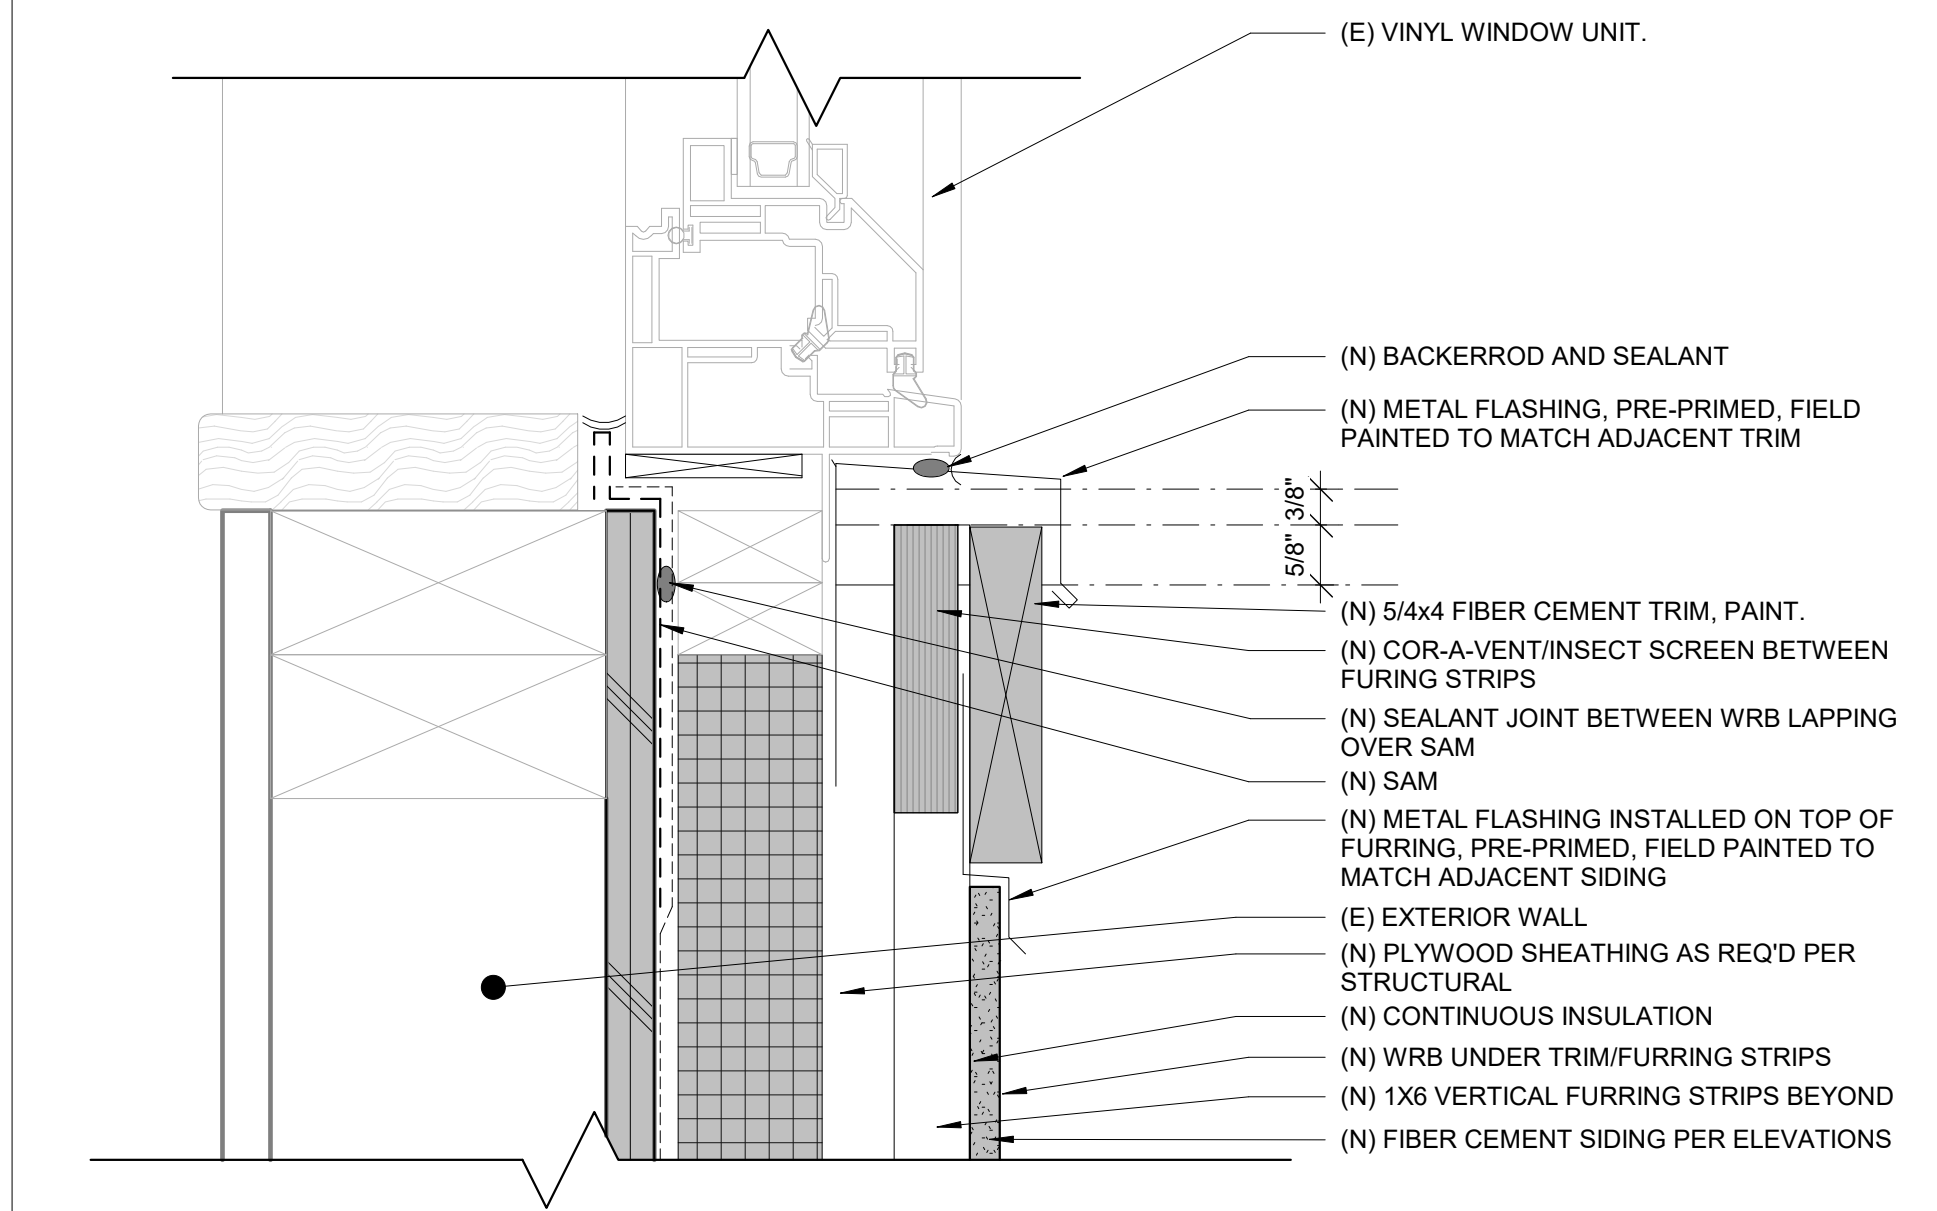 (E) VINYL WINDOW UNIT.
(N) BACKERROD AND SEALANT
(N) METAL FLASHING, PRE-PRIMED, FIELD
PAINTED TO MATCH ADJACENT TRIM
3/8"
5/8"
(N) 5/4x4 FIBER CEMENT TRIM, PAINT.
(N) COR-A-VENT/INSECT SCREEN BETWEEN
FURING STRIPS
(N) SEALANT JOINT BETWEEN WRB LAPPING
OVER SAM
(N) SAM
(N) METAL FLASHING INSTALLED ON TOP OF
FURRING, PRE-PRIMED, FIELD PAINTED TO
MATCH ADJACENT SIDING
(E) EXTERIOR WALL
(N) PLYWOOD SHEATHING AS REQ'D PER
STRUCTURAL
(N) CONTINUOUS INSULATION
(N) WRB UNDER TRIM/FURRING STRIPS
(N) 1X6 VERTICAL FURRING STRIPS BEYOND
(N) FIBER CEMENT SIDING PER ELEVATIONS